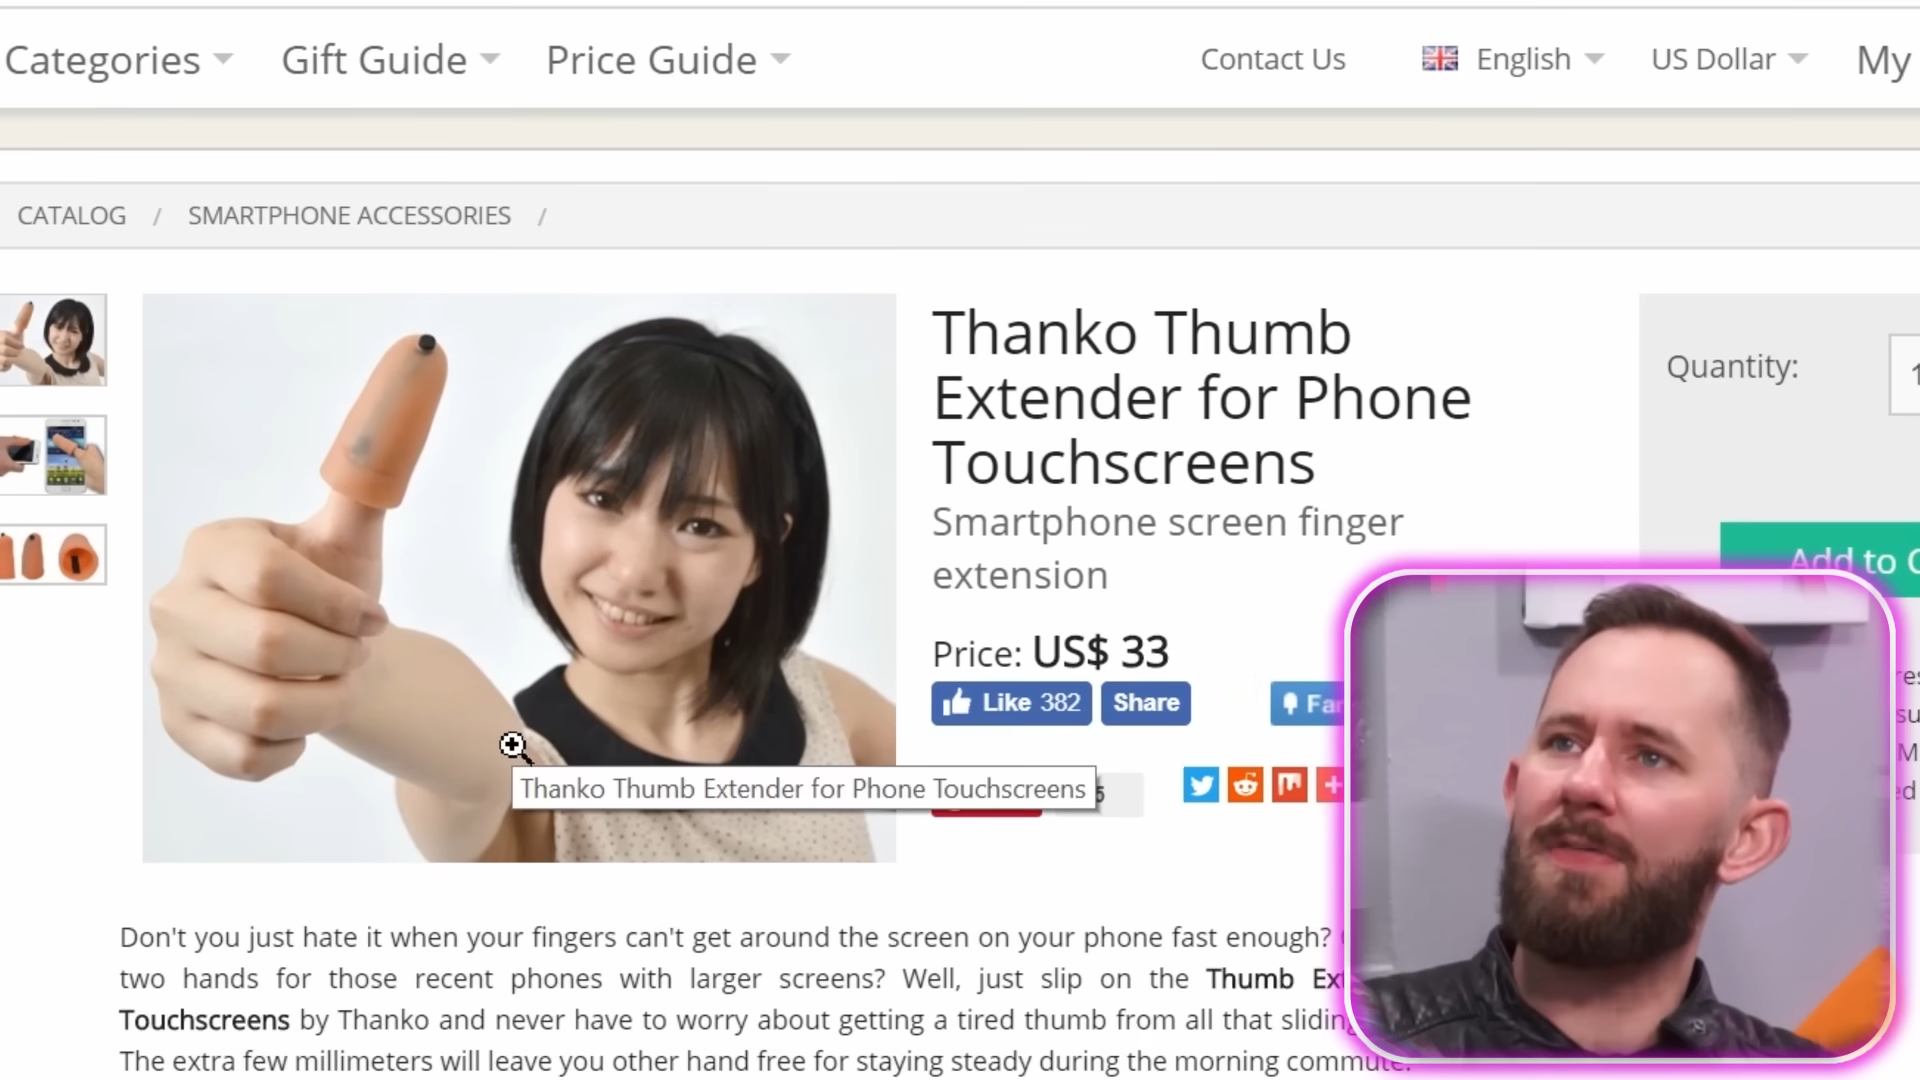 Categories Gift Guide Price Guide Contact Us English US Dollar My
CATALOG / SMARTPHONE ACCESSORIES /
Thanko Thumb
Extender for Phone
Touchscreens
Smartphone screen finger
extension
Price: US$ 33
Like 382 Share
Thanko Thumb Extender for Phone Touchscreens
Quantity:
Add to
Don't you just hate it when your fingers can't get around the screen on your phone fast enough?
two hands for those recent phones with larger screens? Well, just slip on the Thumb
Touchscreens by Thanko and never have to worry about getting a tired thumb from all that sliding
The extra few millimeters will leave you other hand free for staying steady during the morning commute.